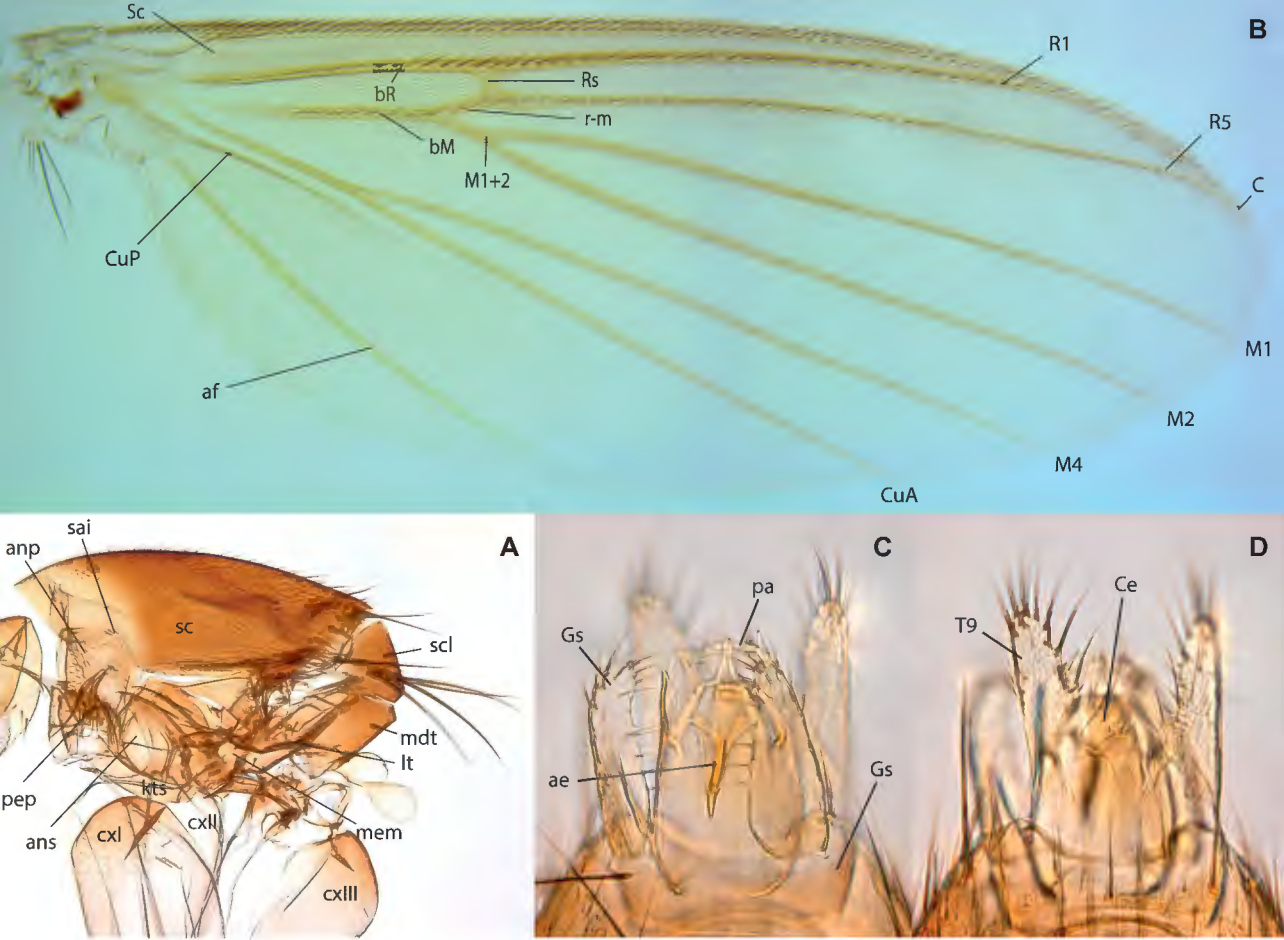 Sc
B
R1
Rs
bR
r-m
R5
bM
M1+2
C
CuP
M1
af
M2
M4
CuA
sai
A
anp
sc
scl
mdt
lt
kts
pep
ans
cxI
cxII
mem
cxIII
C
pa
Gs
ae
Gs
D
Ce
T9